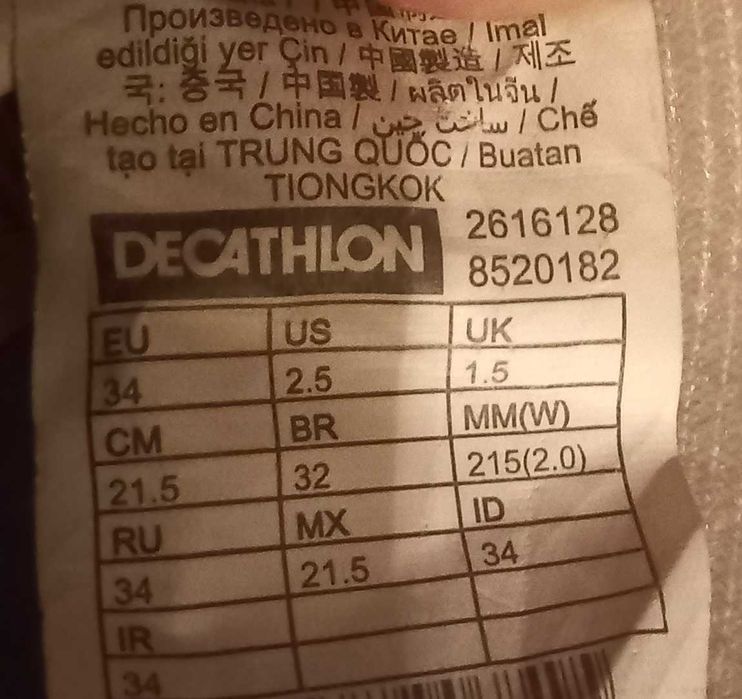 Произведено в Китае / Imal
edildiği yer Çin / 中國製造 / 제조
국: 중국 / 中国製 / ผลิตในจีน /
Hecho en China / ساخت چین / Chế
tạo tại TRUNG QUỐC / Buatan
TIONGKOK
DECATHLON 2616128
8520182
EU US UK
34 2.5 1.5
CM BR MM(W)
21.5 32 215(2.0)
RU MX ID
34 21.5 34
IR
34